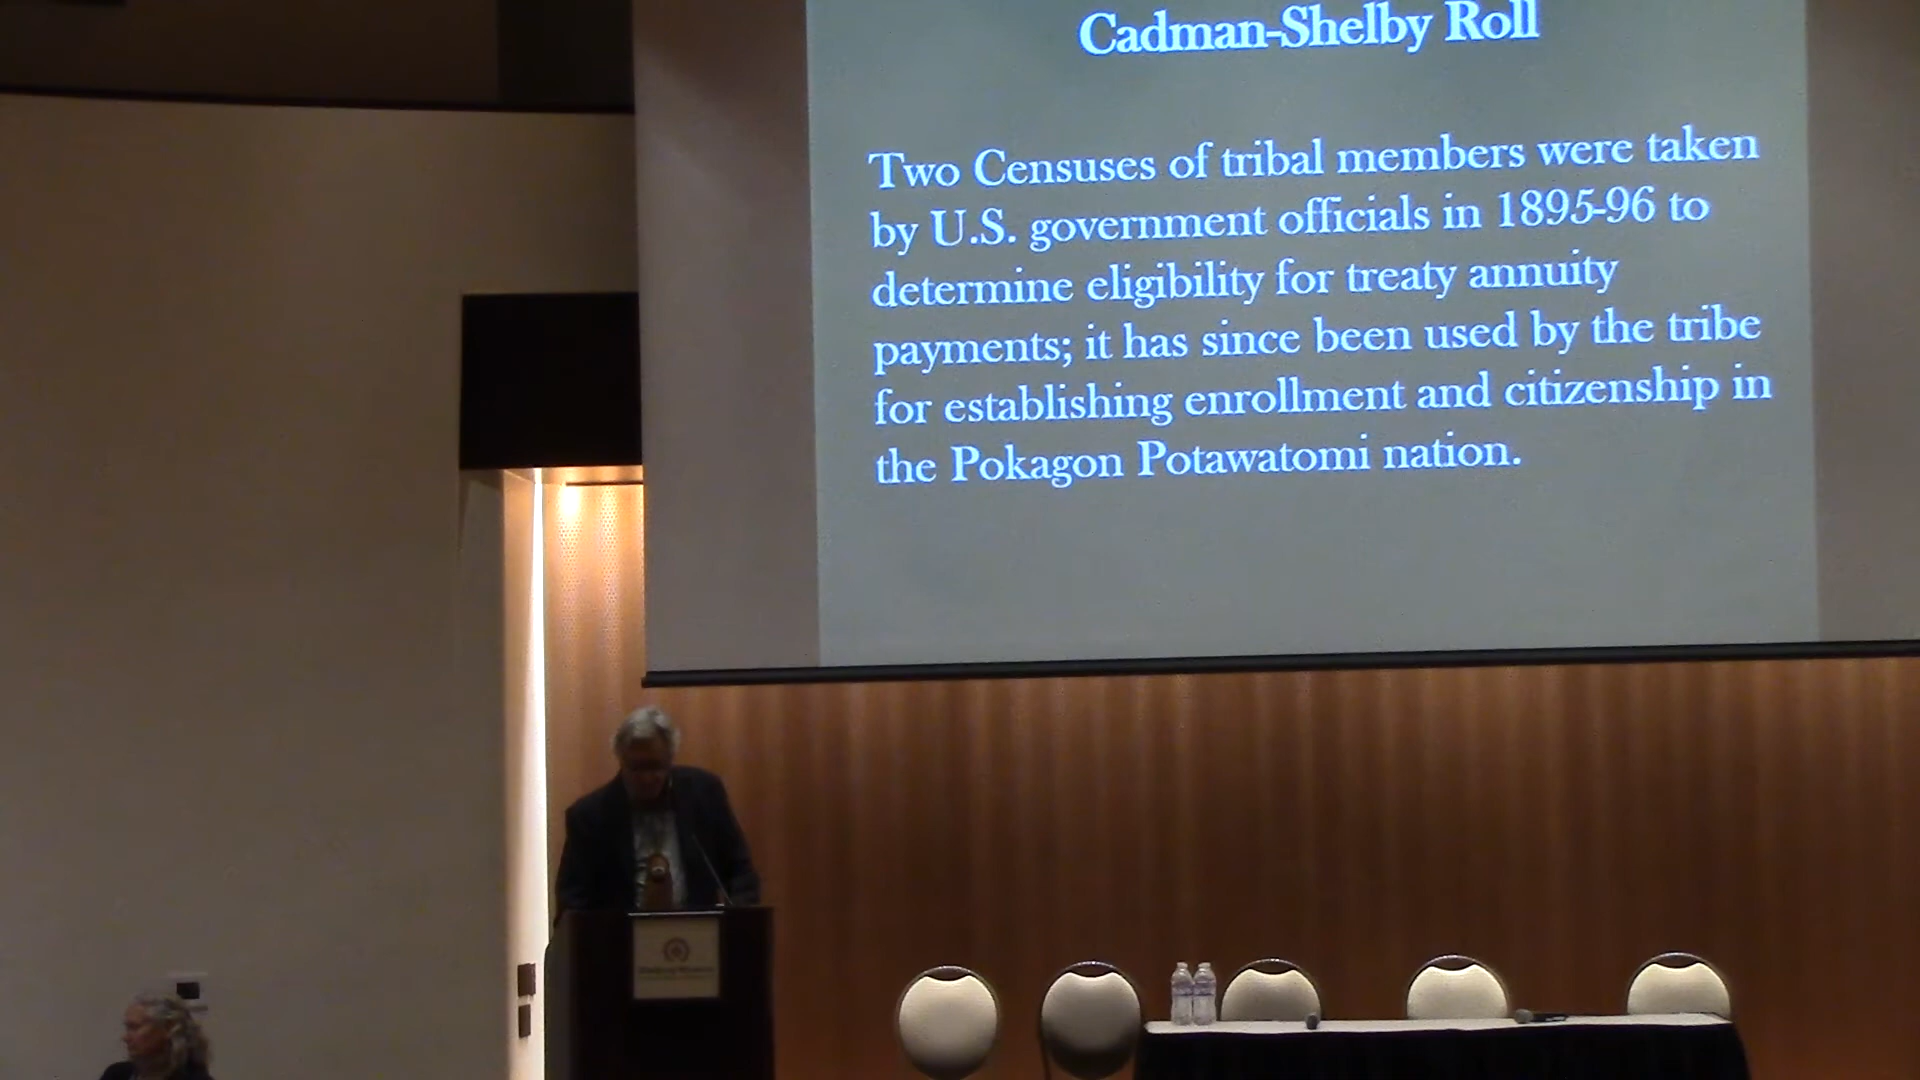 Cadman-Shelby Roll
Two Censuses of tribal members were taken
by U.S. government officials in 1895-96 to
determine eligibility for treaty annuity
payments; it has since been used by the tribe
for establishing enrollment and citizenship in
the Pokagon Potawatomi nation.